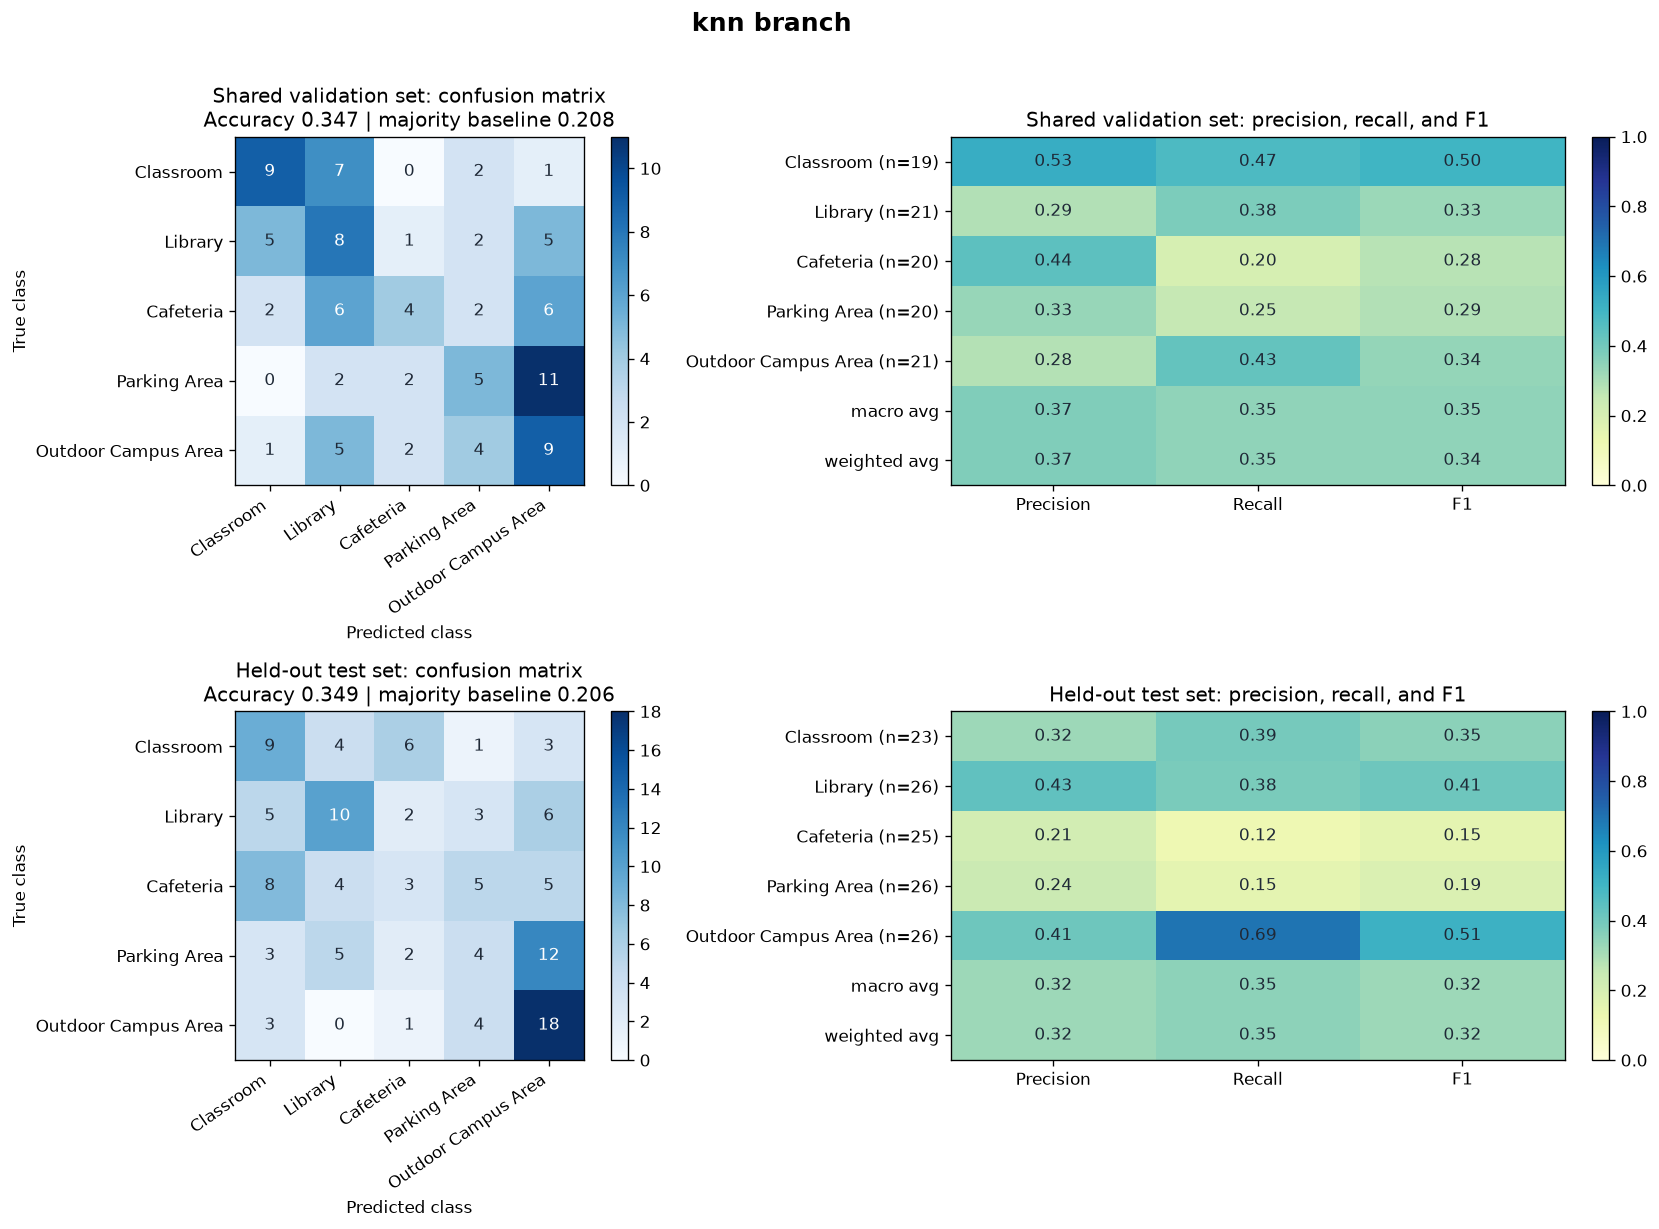 knn branch
Shared validation set: confusion matrix
Accuracy 0.347 | majority baseline 0.208
True class
Classroom 9 7 0 2 1
Library 5 8 1 2 5
Cafeteria 2 6 4 2 6
Parking Area 0 2 2 5 11
Outdoor Campus Area 1 5 2 4 9
Classroom Library Cafeteria Parking Area Outdoor Campus Area
Predicted class
10
8
6
4
2
0
Shared validation set: precision, recall, and F1
Classroom (n=19) 0.53 0.47 0.50
Library (n=21) 0.29 0.38 0.33
Cafeteria (n=20) 0.44 0.20 0.28
Parking Area (n=20) 0.33 0.25 0.29
Outdoor Campus Area (n=21) 0.28 0.43 0.34
macro avg 0.37 0.35 0.35
weighted avg 0.37 0.35 0.34
Precision Recall F1
1.0
0.8
0.6
0.4
0.2
0.0
Held-out test set: confusion matrix
Accuracy 0.349 | majority baseline 0.206
True class
Classroom 9 4 6 1 3
Library 5 10 2 3 6
Cafeteria 8 4 3 5 5
Parking Area 3 5 2 4 12
Outdoor Campus Area 3 0 1 4 18
Classroom Library Cafeteria Parking Area Outdoor Campus Area
Predicted class
18
16
14
12
10
8
6
4
2
0
Held-out test set: precision, recall, and F1
Classroom (n=23) 0.32 0.39 0.35
Library (n=26) 0.43 0.38 0.41
Cafeteria (n=25) 0.21 0.12 0.15
Parking Area (n=26) 0.24 0.15 0.19
Outdoor Campus Area (n=26) 0.41 0.69 0.51
macro avg 0.32 0.35 0.32
weighted avg 0.32 0.35 0.32
Precision Recall F1
1.0
0.8
0.6
0.4
0.2
0.0